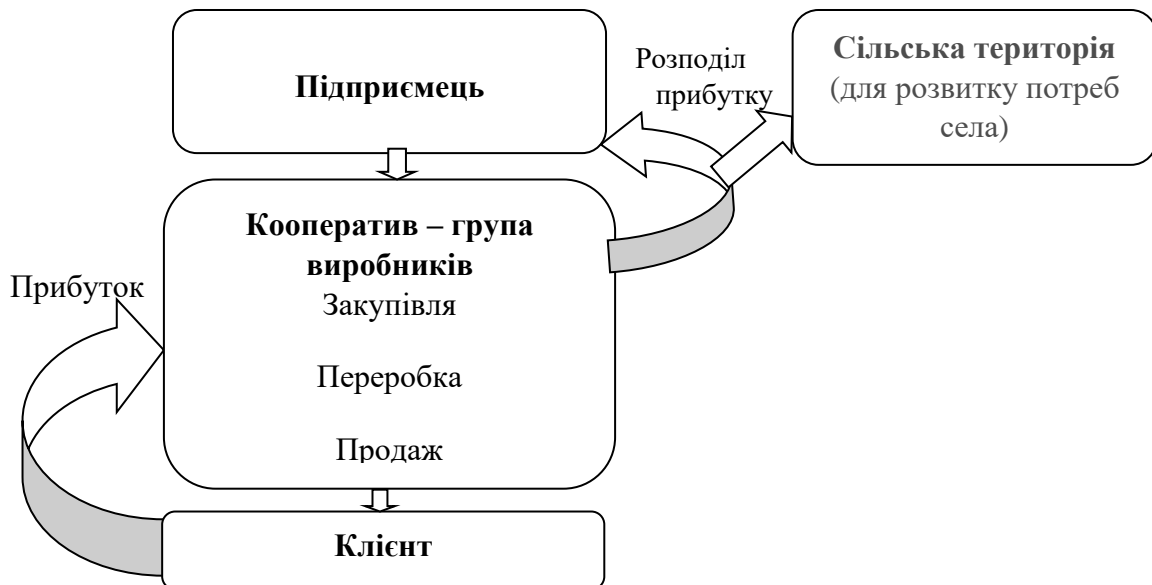 Підприємець
Розподіл
прибутку
Сільська територія
(для розвитку потреб
села)
Кооператив – група
виробників
Закупівля
Переробка
Продаж
Прибуток
Клієнт